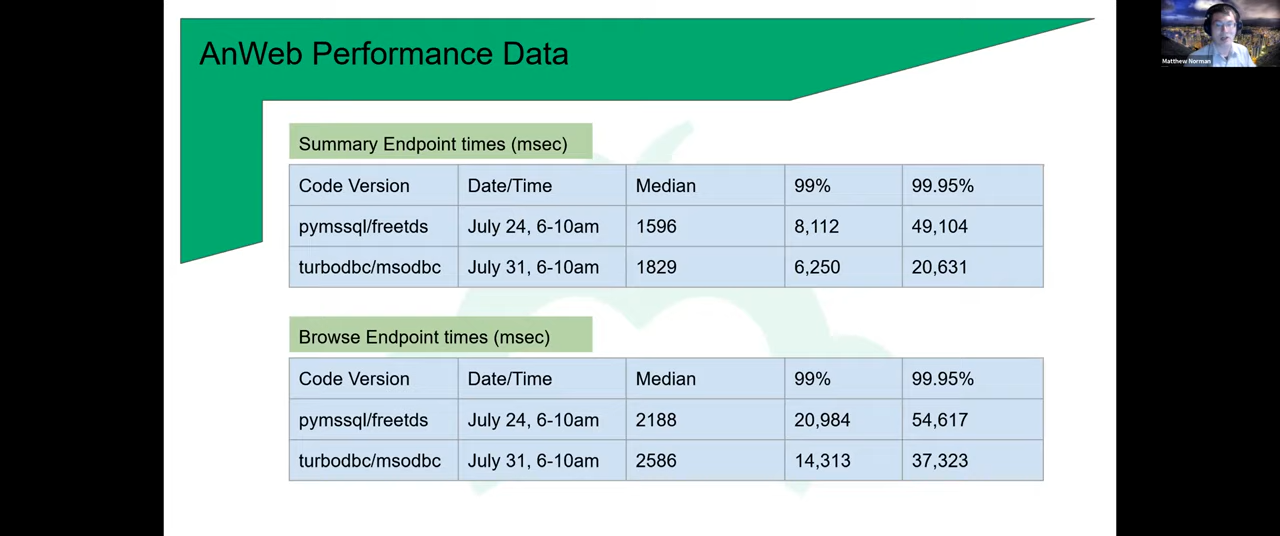 AnWeb Performance Data
Matthew Norman
Summary Endpoint times (msec)
Code Version Date/Time Median 99% 99.95%
pymssql/freetds July 24, 6-10am 1596 8,112 49,104
turbodbc/msodbc July 31, 6-10am 1829 6,250 20,631
Browse Endpoint times (msec)
Code Version Date/Time Median 99% 99.95%
pymssql/freetds July 24, 6-10am 2188 20,984 54,617
turbodbc/msodbc July 31, 6-10am 2586 14,313 37,323